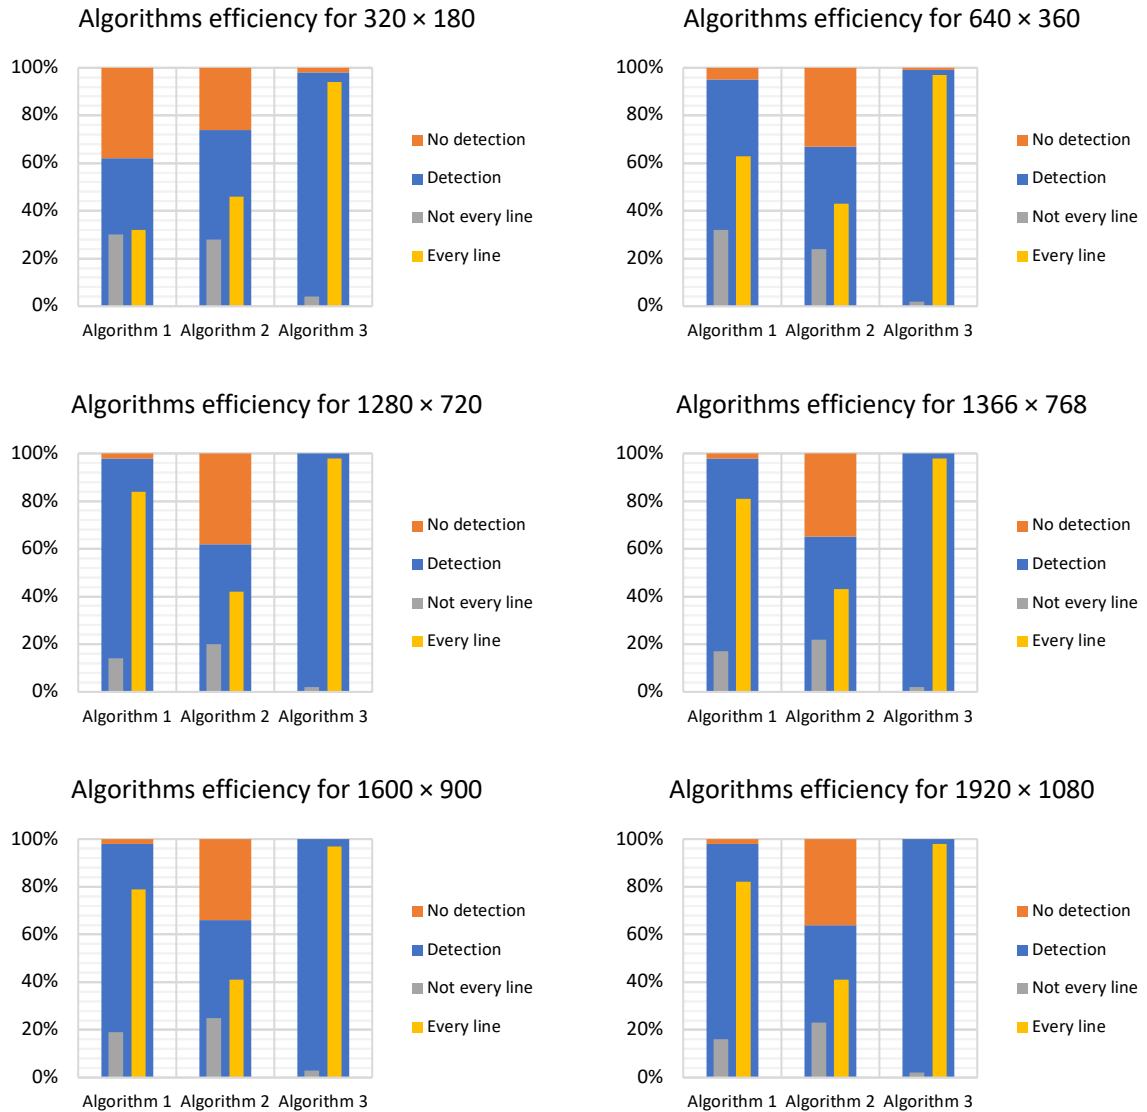 Algorithms efficiency for 320 × 180
100%
80%
60%
40%
20%
0%
Algorithm 1 Algorithm 2 Algorithm 3
No detection
Detection
Not every line
Every line
Algorithms efficiency for 640 × 360
100%
80%
60%
40%
20%
0%
Algorithm 1 Algorithm 2 Algorithm 3
No detection
Detection
Not every line
Every line
Algorithms efficiency for 1280 × 720
100%
80%
60%
40%
20%
0%
Algorithm 1 Algorithm 2 Algorithm 3
No detection
Detection
Not every line
Every line
Algorithms efficiency for 1366 × 768
100%
80%
60%
40%
20%
0%
Algorithm 1 Algorithm 2 Algorithm 3
No detection
Detection
Not every line
Every line
Algorithms efficiency for 1600 × 900
100%
80%
60%
40%
20%
0%
Algorithm 1 Algorithm 2 Algorithm 3
No detection
Detection
Not every line
Every line
Algorithms efficiency for 1920 × 1080
100%
80%
60%
40%
20%
0%
Algorithm 1 Algorithm 2 Algorithm 3
No detection
Detection
Not every line
Every line